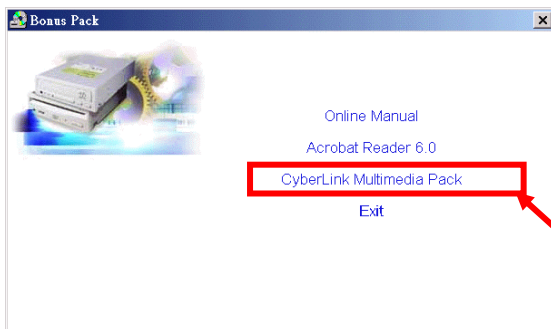 Bonus Pack
Online Manual
Acrobat Reader 6.0
CyberLink Multimedia Pack
Exit